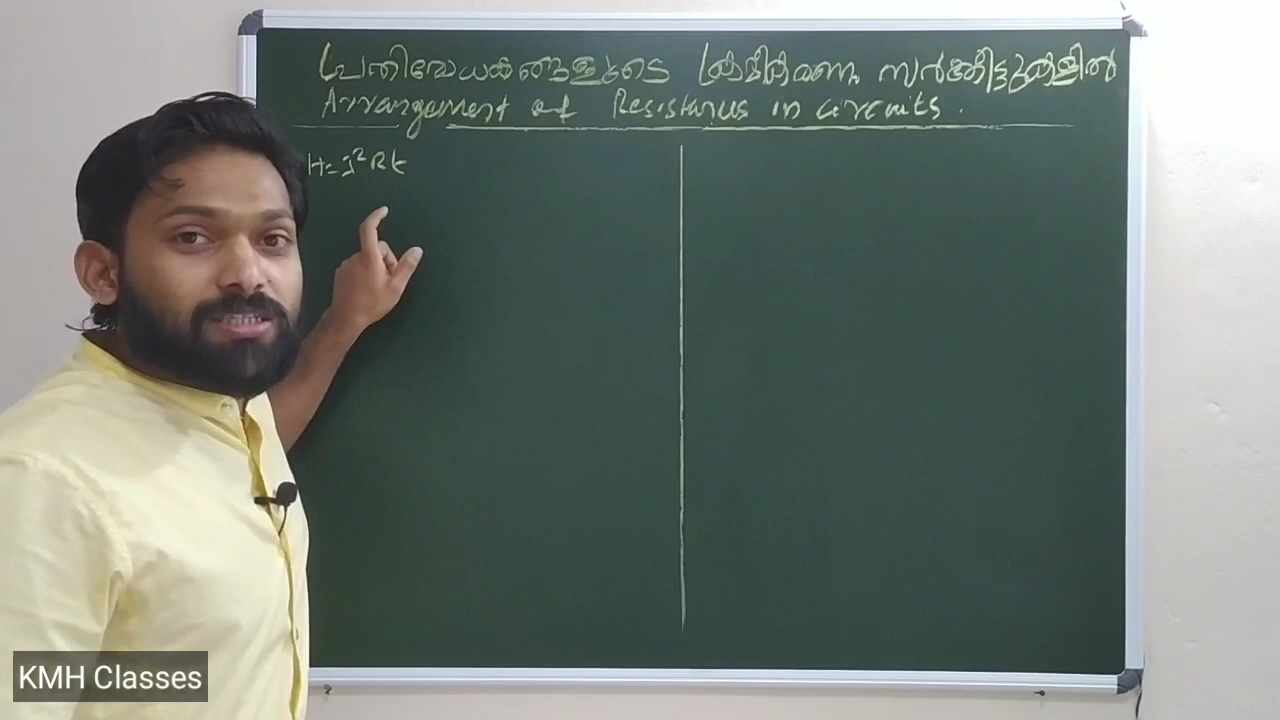 പ്രതിരോധകങ്ങളുടെ ക്രമീകരണം സർക്കീട്ടുകളിൽ
Arrangement of Resistances in circuits.
H=I²Rt
KMH Classes